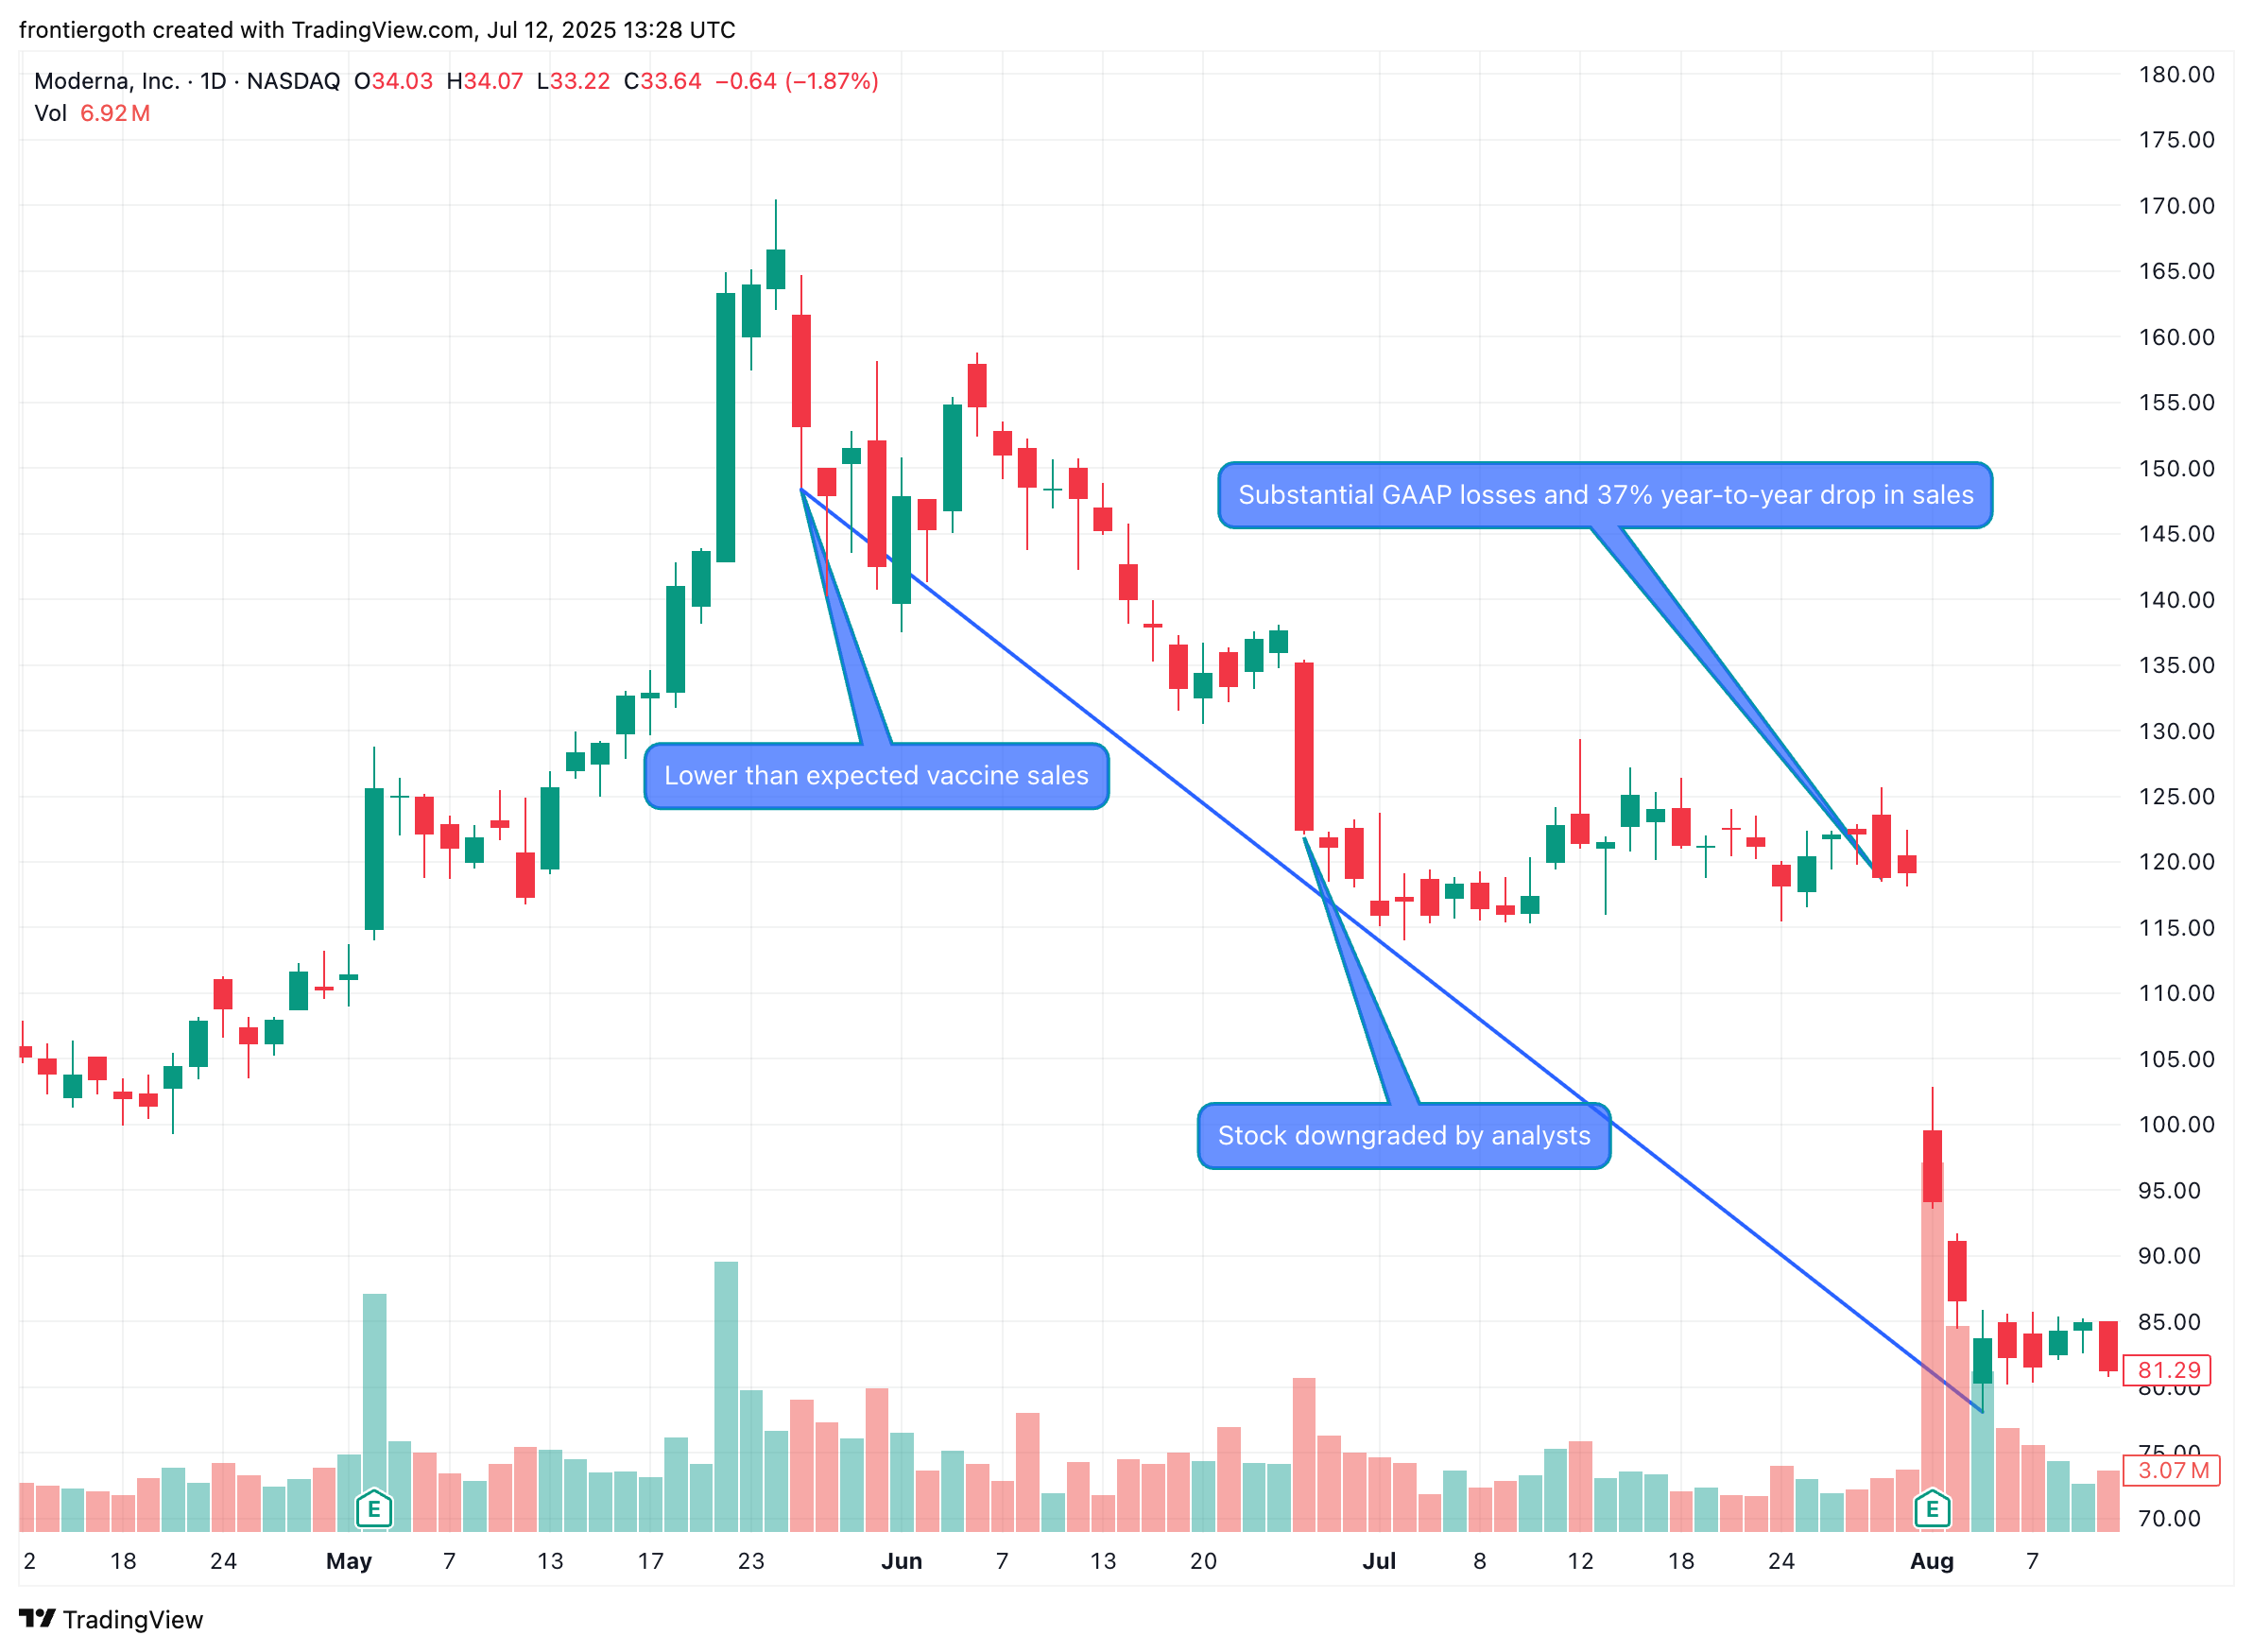 frontiergoth created with TradingView.com, Jul 12, 2025 13:28 UTC
Moderna, Inc. · 1D · NASDAQ O34.03 H34.07 L33.22 C33.64 −0.64 (−1.87%)
Vol 6.92M
180.00
175.00
170.00
165.00
160.00
155.00
150.00
Substantial GAAP losses and 37% year-to-year drop in sales
145.00
140.00
135.00
130.00
Lower than expected vaccine sales
125.00
120.00
115.00
110.00
105.00
100.00
Stock downgraded by analysts
95.00
90.00
85.00
81.29
80.00
75.00
3.07M
E E
70.00
2 18 24 May 7 13 17 23 Jun 7 13 20 Jul 8 12 18 24 Aug 7
TradingView